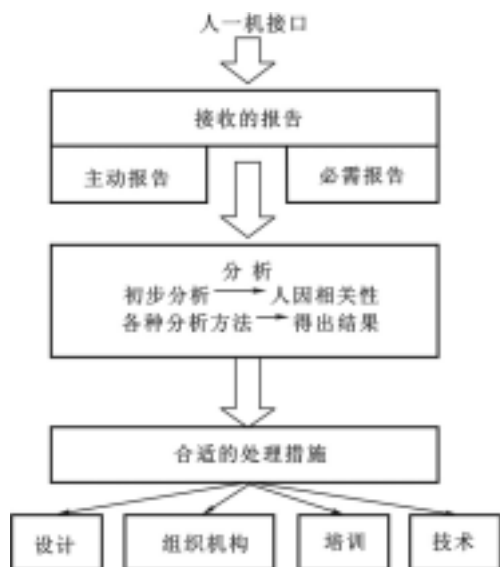 人一机接口
接收的报告
主动报告 必需报告
分 析
初步分析 人因相关性
各种分析方法 得出结果
合适的处理措施
设计 组织机构 培训 技术